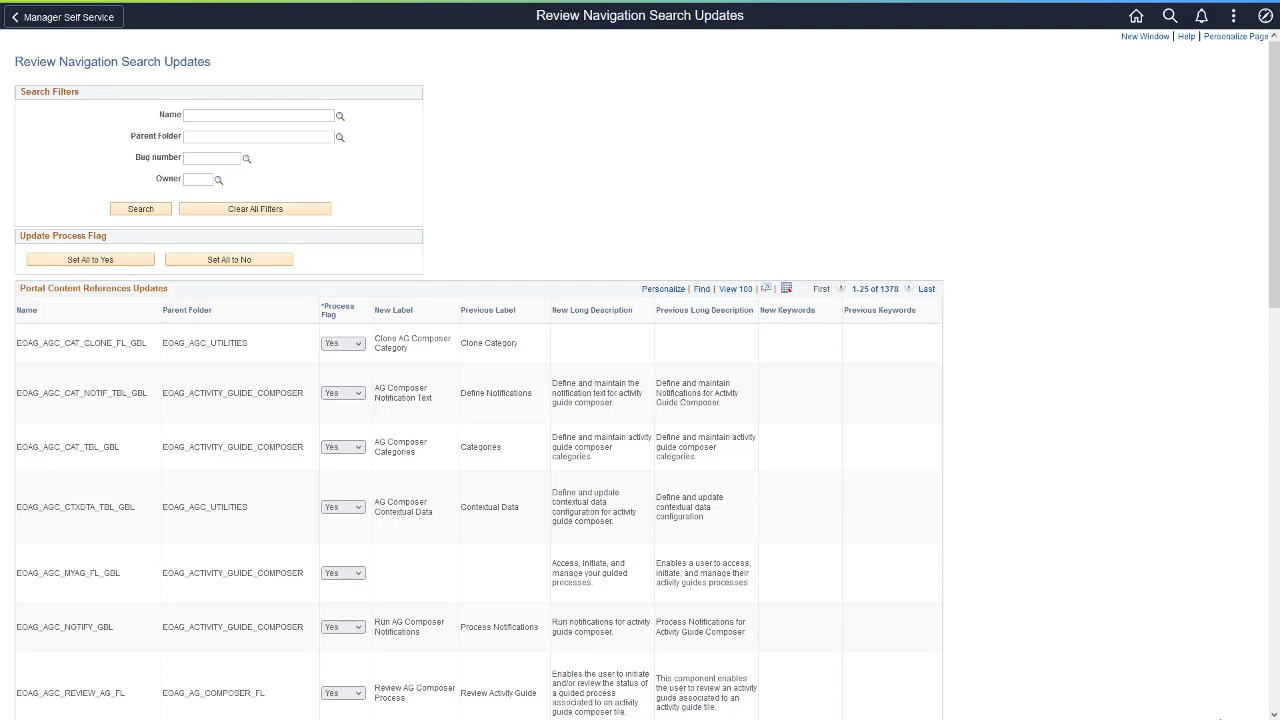 Manager Self Service
Review Navigation Search Updates
New Window | Help | Personalize Page
Review Navigation Search Updates
Search Filters
Name
Parent Folder
Bug number
Owner
Search
Clear All Filters
Update Process Flag
Set All to Yes
Set All to No
Portal Content References Updates
Personalize | Find | View 100 | First 1-25 of 1378 Last
Name
Parent Folder
*Process
Flag
New Label
Previous Label
New Long Description
Previous Long Description
New Keywords
Previous Keywords
EOAG_AGC_CAT_CLONE_FL_GBL
EOAG_AGC_UTILITIES
Yes
Clone AG Composer
Category
Clone Category
EOAG_AGC_CAT_NOTIF_TBL_GBL
EOAG_ACTIVITY_GUIDE_COMPOSER
Yes
AG Composer
Notification Text
Define Notifications
Define and maintain the
notification text for activity
guide composer.
Define and maintain
Notifications for Activity
Guide Composer.
EOAG_AGC_CAT_TBL_GBL
EOAG_ACTIVITY_GUIDE_COMPOSER
Yes
AG Composer
Categories
Categories
Define and maintain activity
guide composer
categories.
Define and maintain activity
guide composer
categories.
EOAG_AGC_CTXDTA_TBL_GBL
EOAG_AGC_UTILITIES
Yes
AG Composer
Contextual Data
Contextual Data
Define and update
contextual data
configuration for activity
guide composer.
Define and update
contextual data
configuration
EOAG_AGC_MYAG_FL_GBL
EOAG_ACTIVITY_GUIDE_COMPOSER
Yes
Access, initiate, and
manage your guided
processes.
Enables a user to access,
initiate, and manage their
activity guides processes
EOAG_AGC_NOTIFY_GBL
EOAG_ACTIVITY_GUIDE_COMPOSER
Yes
Run AG Composer
Notifications
Process Notifications
Run notifications for activity
guide composer.
Process Notifications for
Activity Guide Composer.
EOAG_AGC_REVIEW_AG_FL
EOAG_AG_COMPOSER_FL
Yes
Review AG Composer
Process
Review Activity Guide
Enables the user to initiate
and/or review the status of
a guided process
associated to an activity
guide composer tile.
This component enables
the user to review an activity
guide associated to an
activity guide tile.